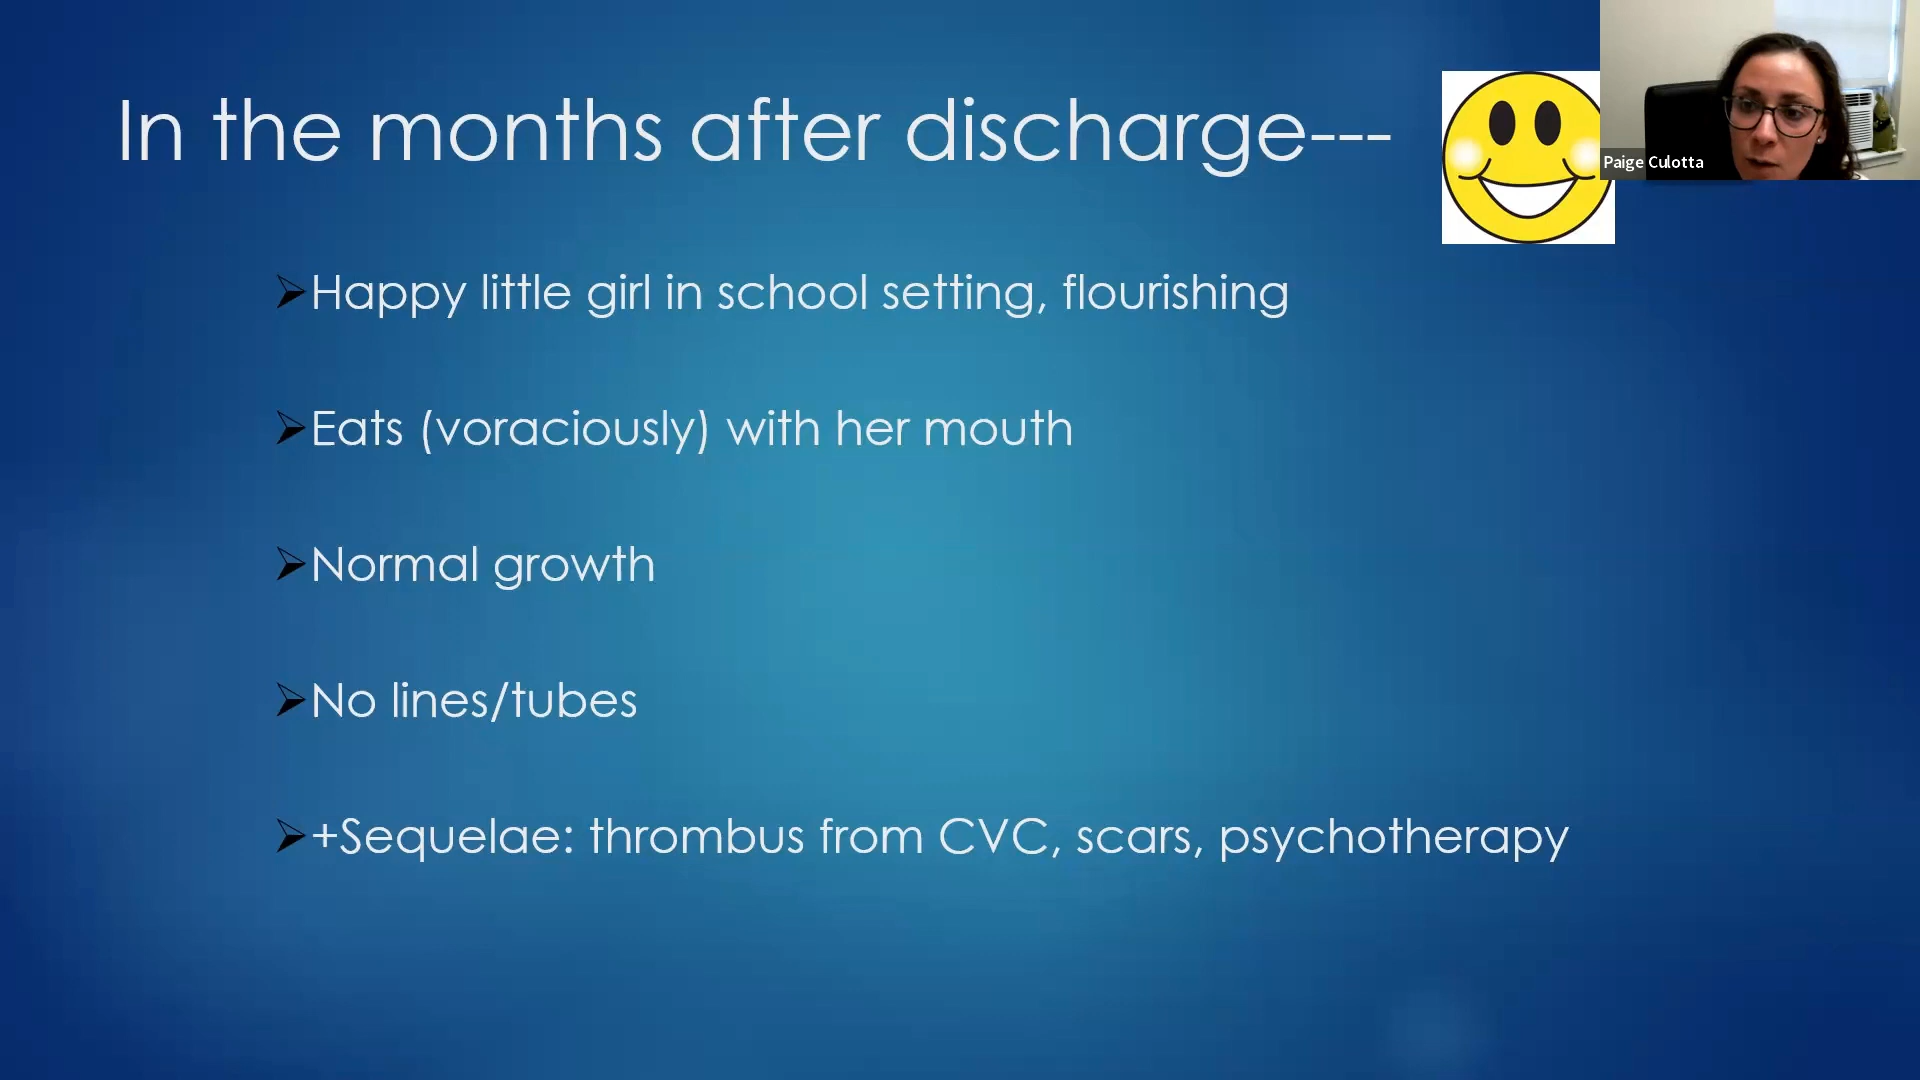 In the months after discharge---
Paige Culotta
Happy little girl in school setting, flourishing
Eats (voraciously) with her mouth
Normal growth
No lines/tubes
+Sequelae: thrombus from CVC, scars, psychotherapy